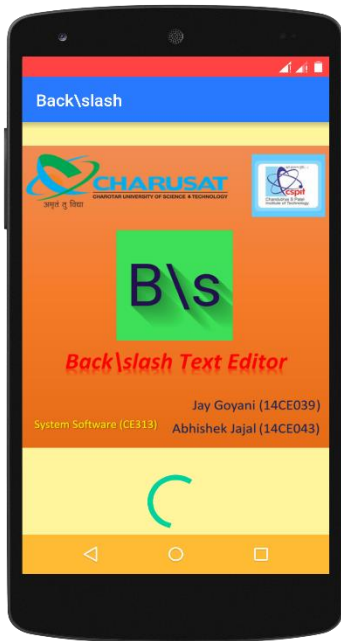 Back\slash
CHARUSAT
CHAROTAR UNIVERSITY OF SCIENCE & TECHNOLOGY
अमृतं तु विद्या
cspit
Chandubhai S Patel
Institute of Technology
B\s
Back\slash Text Editor
Jay Goyani (14CE039)
System Software (CE313)
Abhishek Jajal (14CE043)